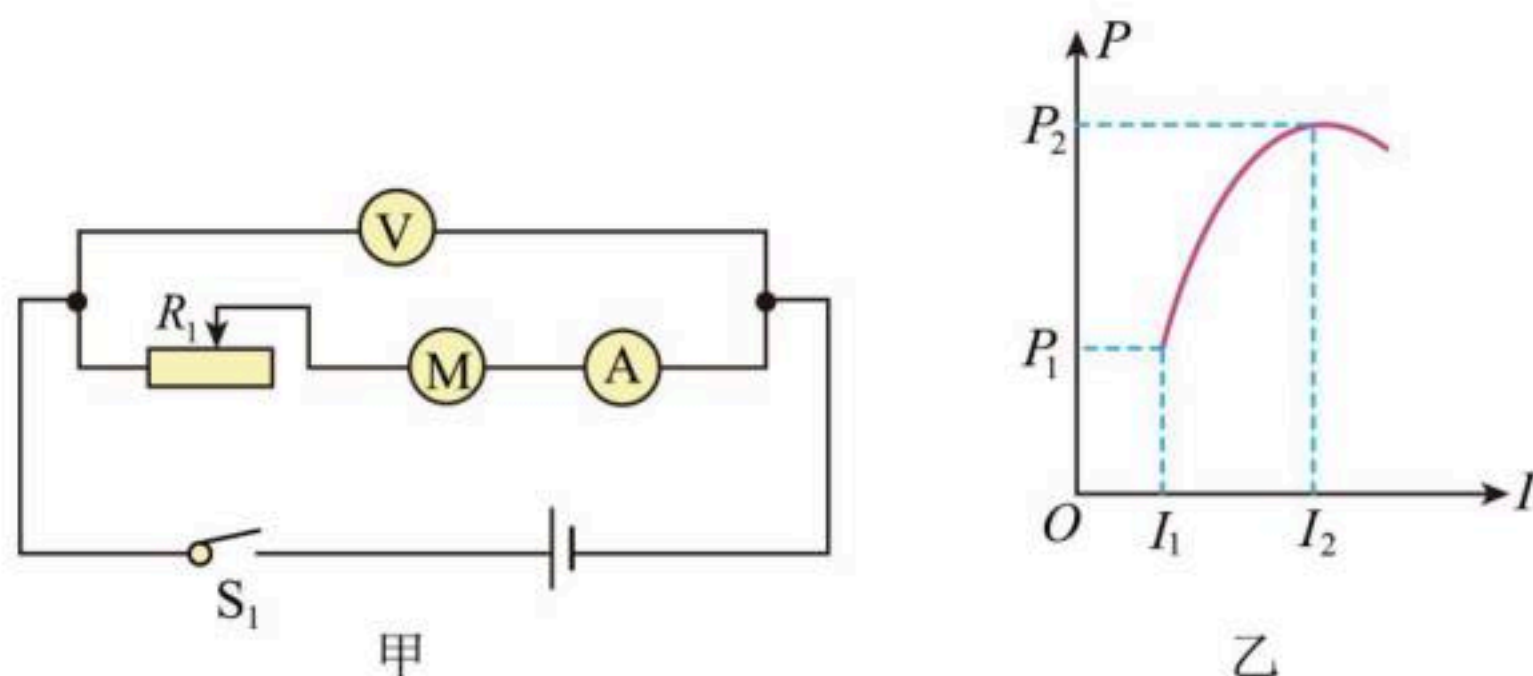 V
R₁
M
A
S₁
甲
P
P₂
P₁
O
I₁
I₂
I
乙